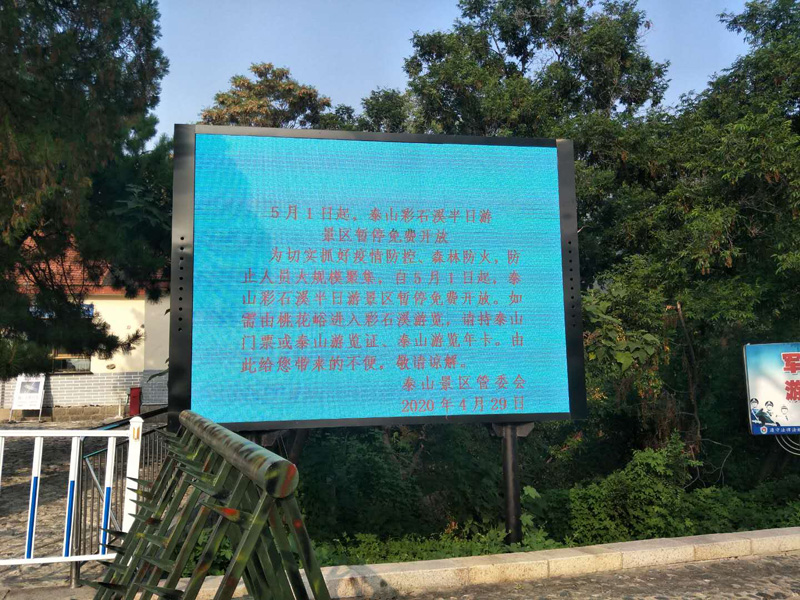 5月1日起，泰山彩石溪半日游
景区暂停免费开放
为切实抓好疫情防控、森林防火，防
止人员大规模聚集，自5月1日起，泰
山彩石溪半日游景区暂停免费开放。如
需由桃花峪进入彩石溪游览，请持泰山
门票或泰山游览证、泰山游览年卡。由
此给您带来的不便，敬请谅解。
泰山景区管委会
2020年4月29日
军
游